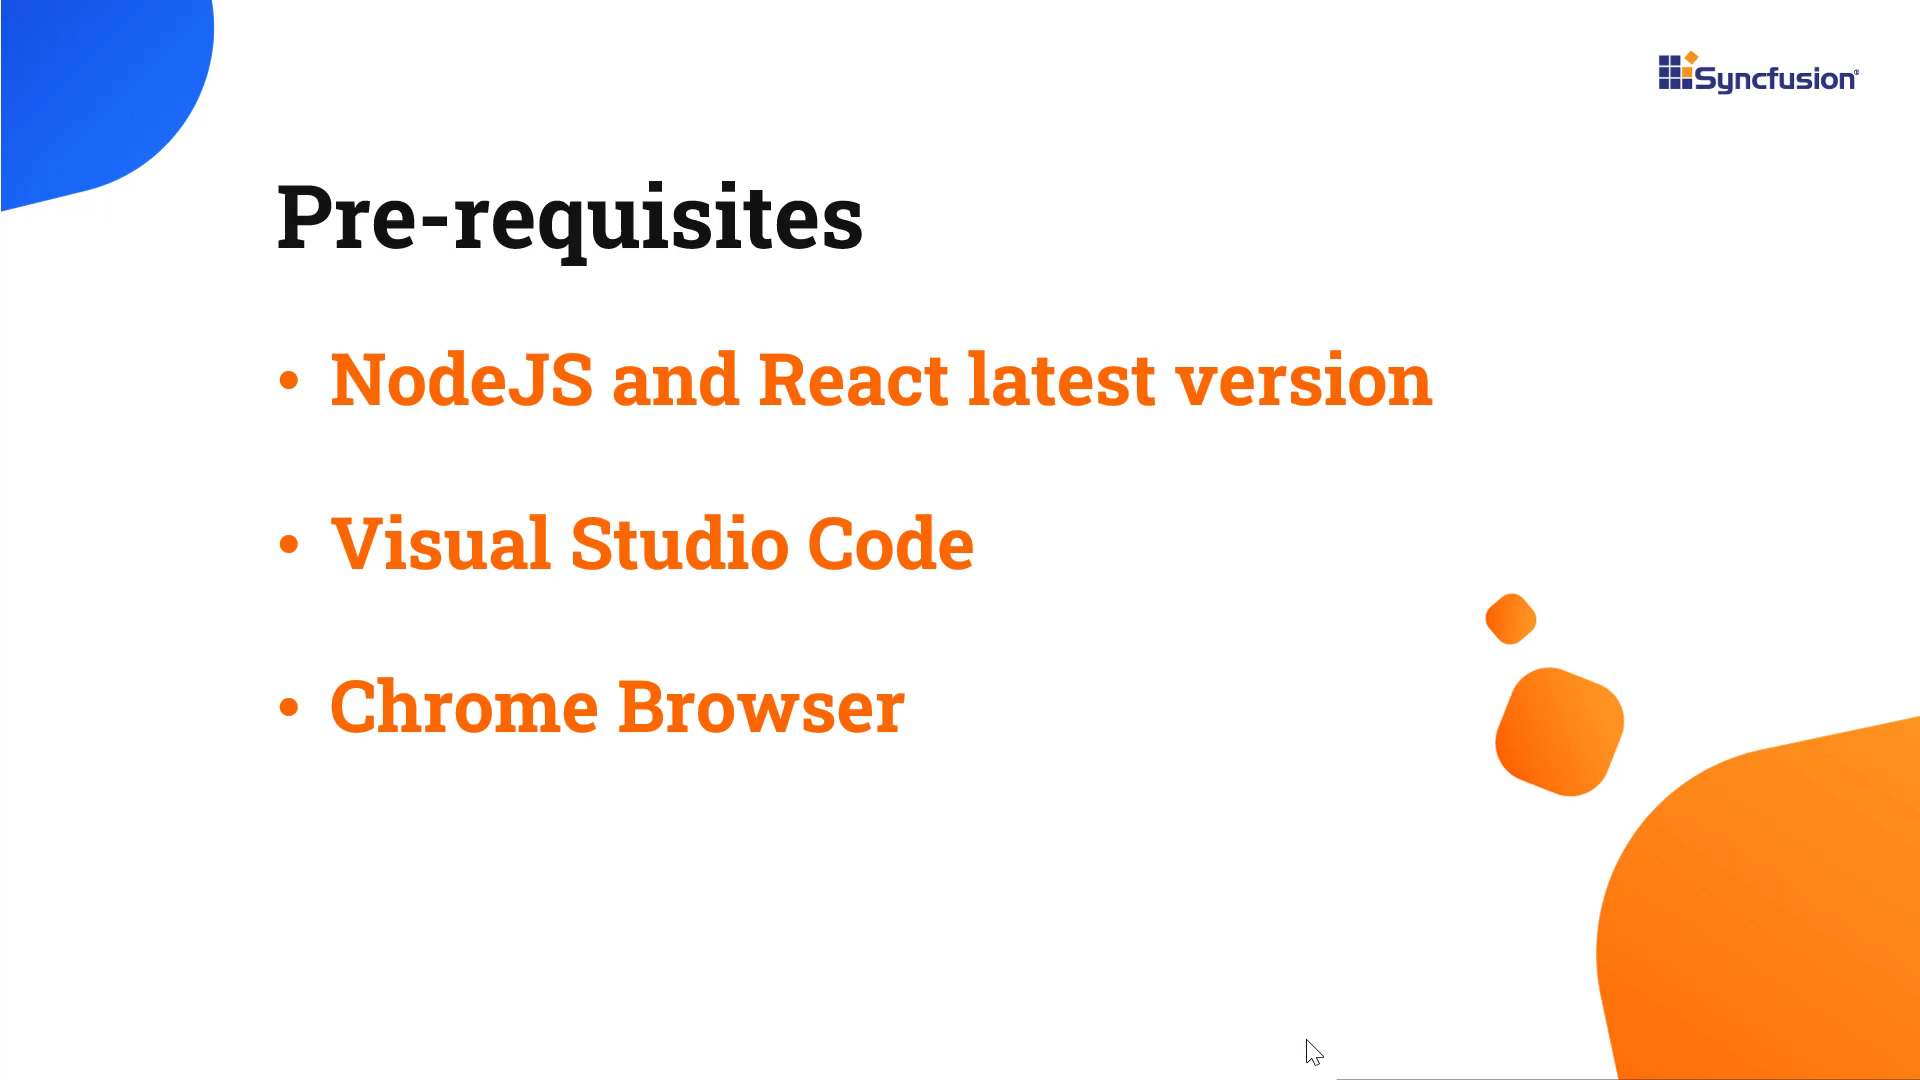 Syncfusion®
Pre-requisites
• NodeJS and React latest version
• Visual Studio Code
• Chrome Browser